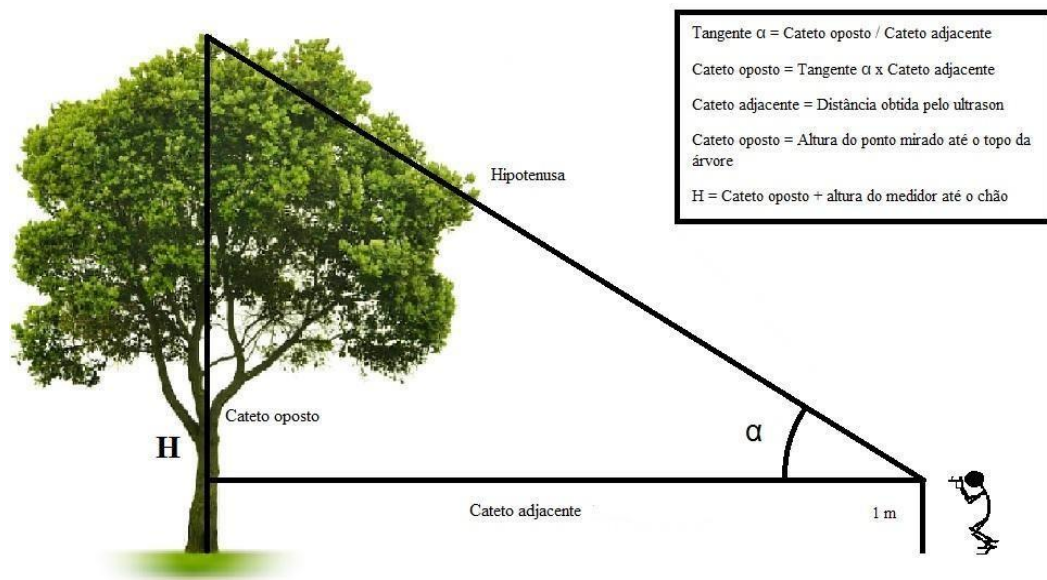 Tangente α = Cateto oposto / Cateto adjacente
Cateto oposto = Tangente α x Cateto adjacente
Cateto adjacente = Distância obtida pelo ultrason
Cateto oposto = Altura do ponto mirado até o topo da
árvore
H = Cateto oposto + altura do medidor até o chão
Hipotenusa
Cateto oposto
H
α
Cateto adjacente
1 m